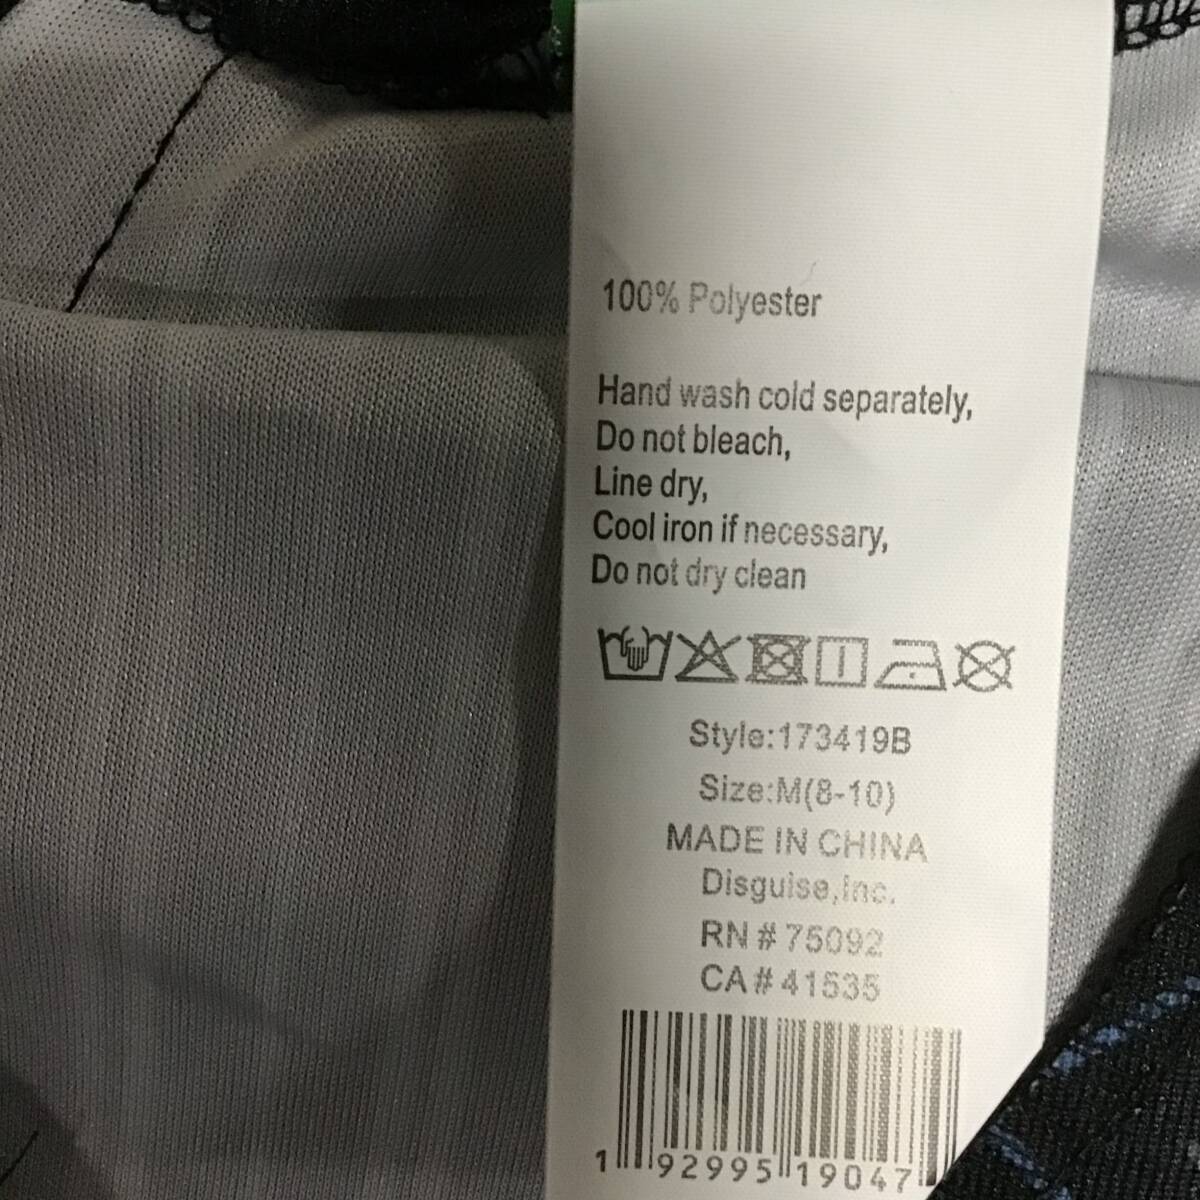 100% Polyester
Hand wash cold separately,
Do not bleach,
Line dry,
Cool iron if necessary,
Do not dry clean
Style:173419B
Size:M(8-10)
MADE IN CHINA
Disguise,Inc.
RN # 75092
CA# 41535
1 92995 19047